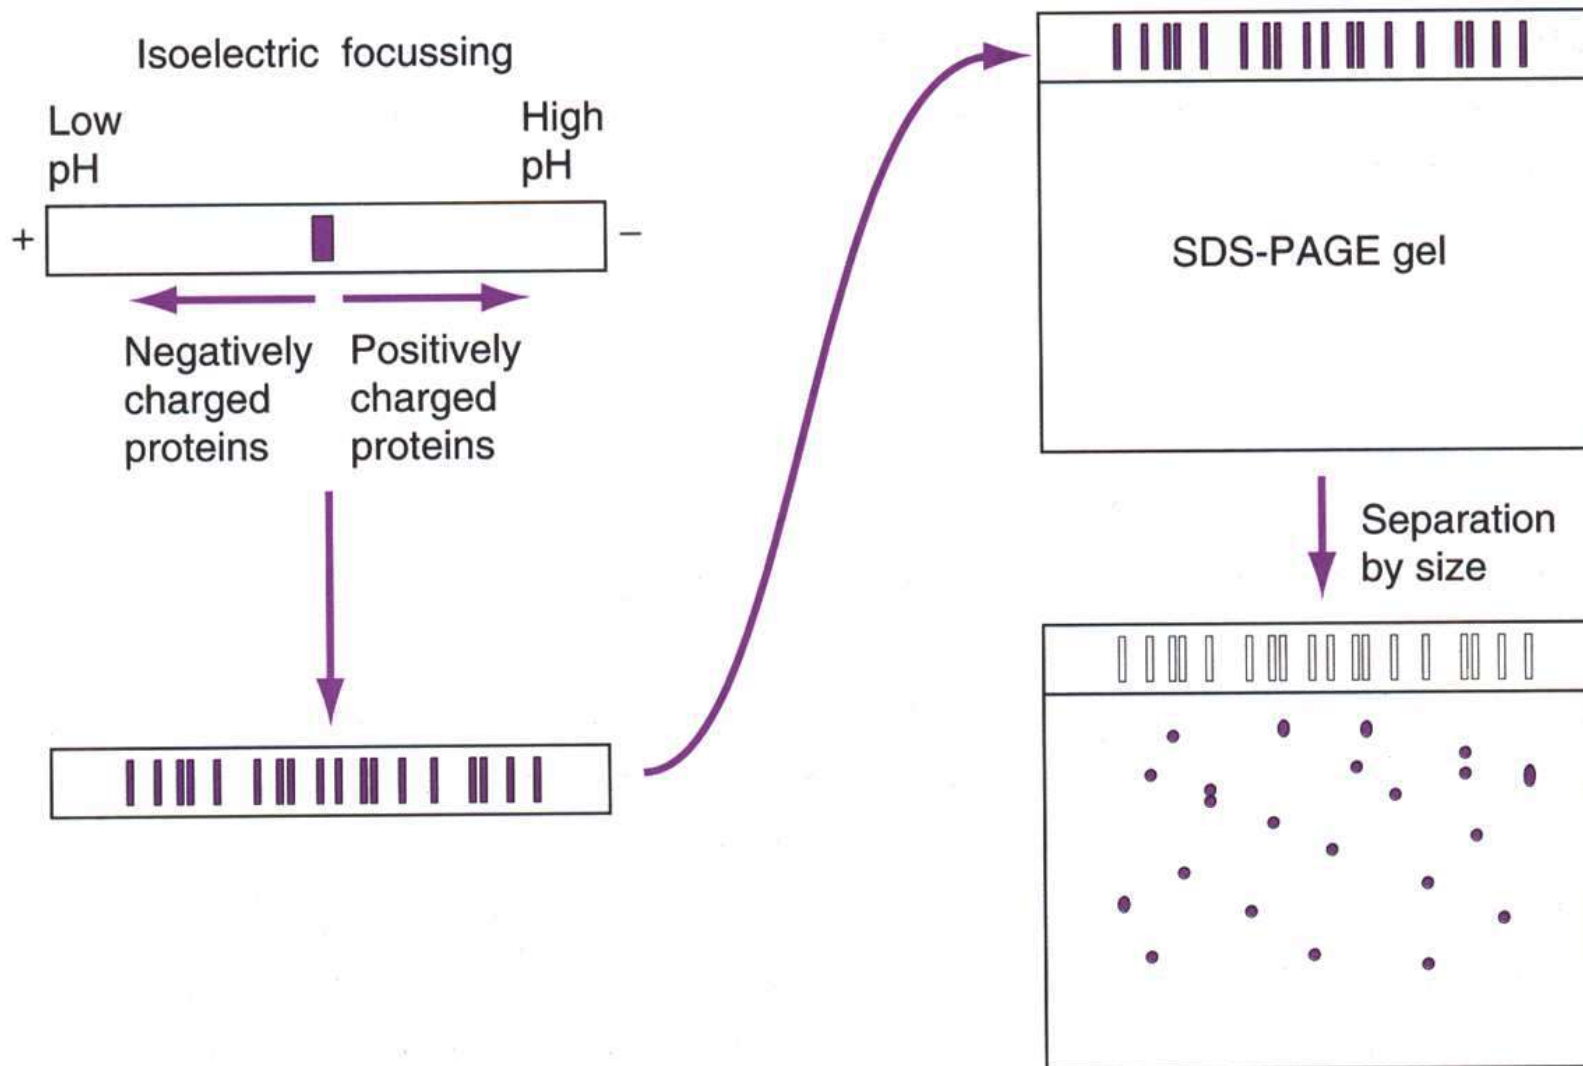 Isoelectric focussing
Low
pH
High
pH
+
−
Negatively
charged
proteins
Positively
charged
proteins
SDS-PAGE gel
Separation
by size